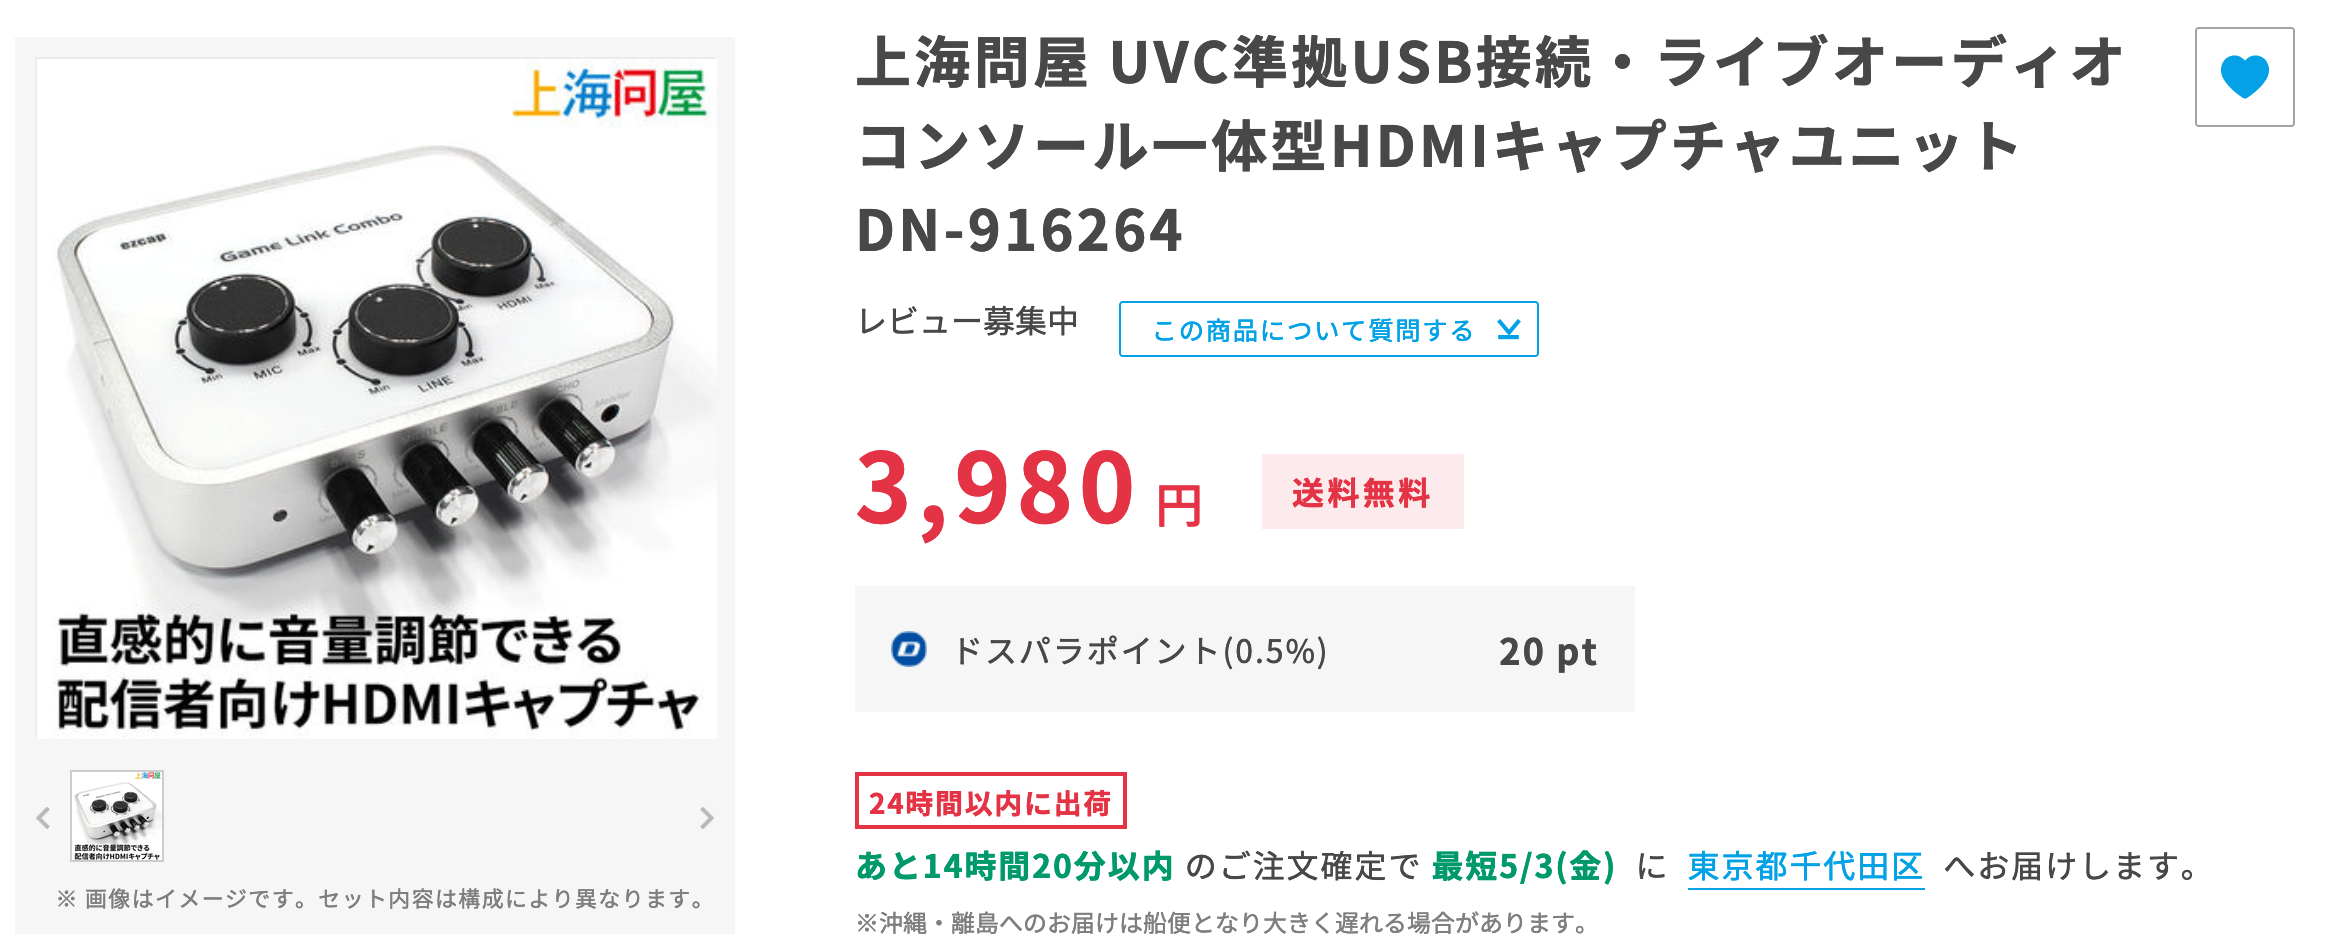 上海问屋
ezcap
Game Link Combo
Min
MIC
Max
Min
LINE
Max
Min
HDMI
Max
直感的に音量調節できる
配信者向けHDMIキャプチャ
上海问屋
直感的に音量調節できる
配信者向けHDMIキャプチャ
※ 画像はイメージです。セット内容は構成により異なります。
上海問屋 UVC準拠USB接続・ライブオーディオ
コンソール一体型HDMIキャプチャユニット
DN-916264
レビュー募集中
この商品について質問する
3,980 円
送料無料
ドスパラポイント(0.5%)
20 pt
24時間以内に出荷
あと14時間20分以内 のご注文確定で 最短5/3(金) に 東京都千代田区 へお届けします。
※沖縄・離島へのお届けは船便となり大きく遅れる場合があります。